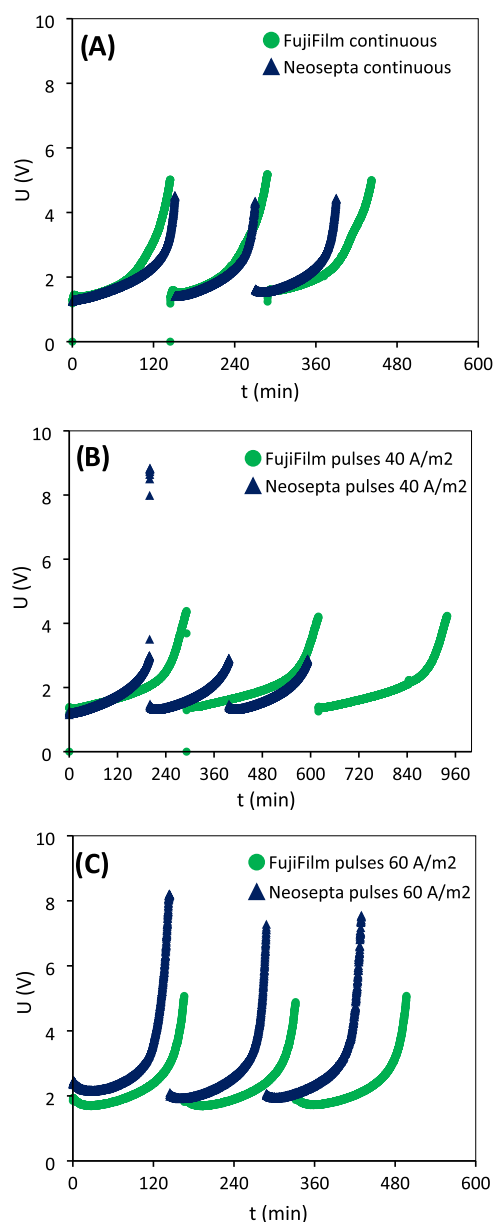 (A)
FujiFilm continuous
Neosepta continuous
10
8
6
4
2
0
U (V)
0 120 240 360 480 600
t (min)
(B)
FujiFilm pulses 40 A/m2
Neosepta pulses 40 A/m2
10
8
6
4
2
0
U (V)
0 120 240 360 480 600 720 840 960
t (min)
(C)
FujiFilm pulses 60 A/m2
Neosepta pulses 60 A/m2
10
8
6
4
2
0
U (V)
0 120 240 360 480 600
t (min)